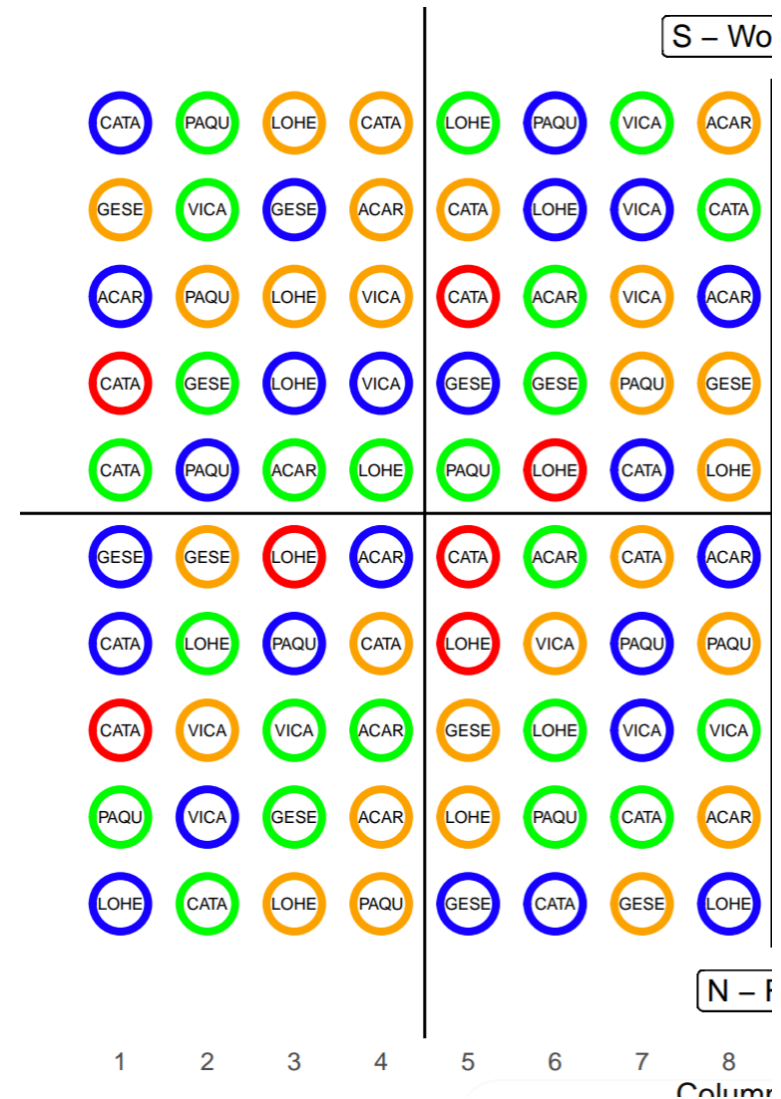 S – Wo
CATA PAQU LOHE CATA LOHE PAQU VICA ACAR
GESE VICA GESE ACAR CATA LOHE VICA CATA
ACAR PAQU LOHE VICA CATA ACAR VICA ACAR
CATA GESE LOHE VICA GESE GESE PAQU GESE
CATA PAQU ACAR LOHE PAQU LOHE CATA LOHE
GESE GESE LOHE ACAR CATA ACAR CATA ACAR
CATA LOHE PAQU CATA LOHE VICA PAQU PAQU
CATA VICA VICA ACAR GESE LOHE VICA VICA
PAQU VICA GESE ACAR LOHE PAQU CATA ACAR
LOHE CATA LOHE PAQU GESE CATA GESE LOHE
N –
1 2 3 4 5 6 7 8
Column